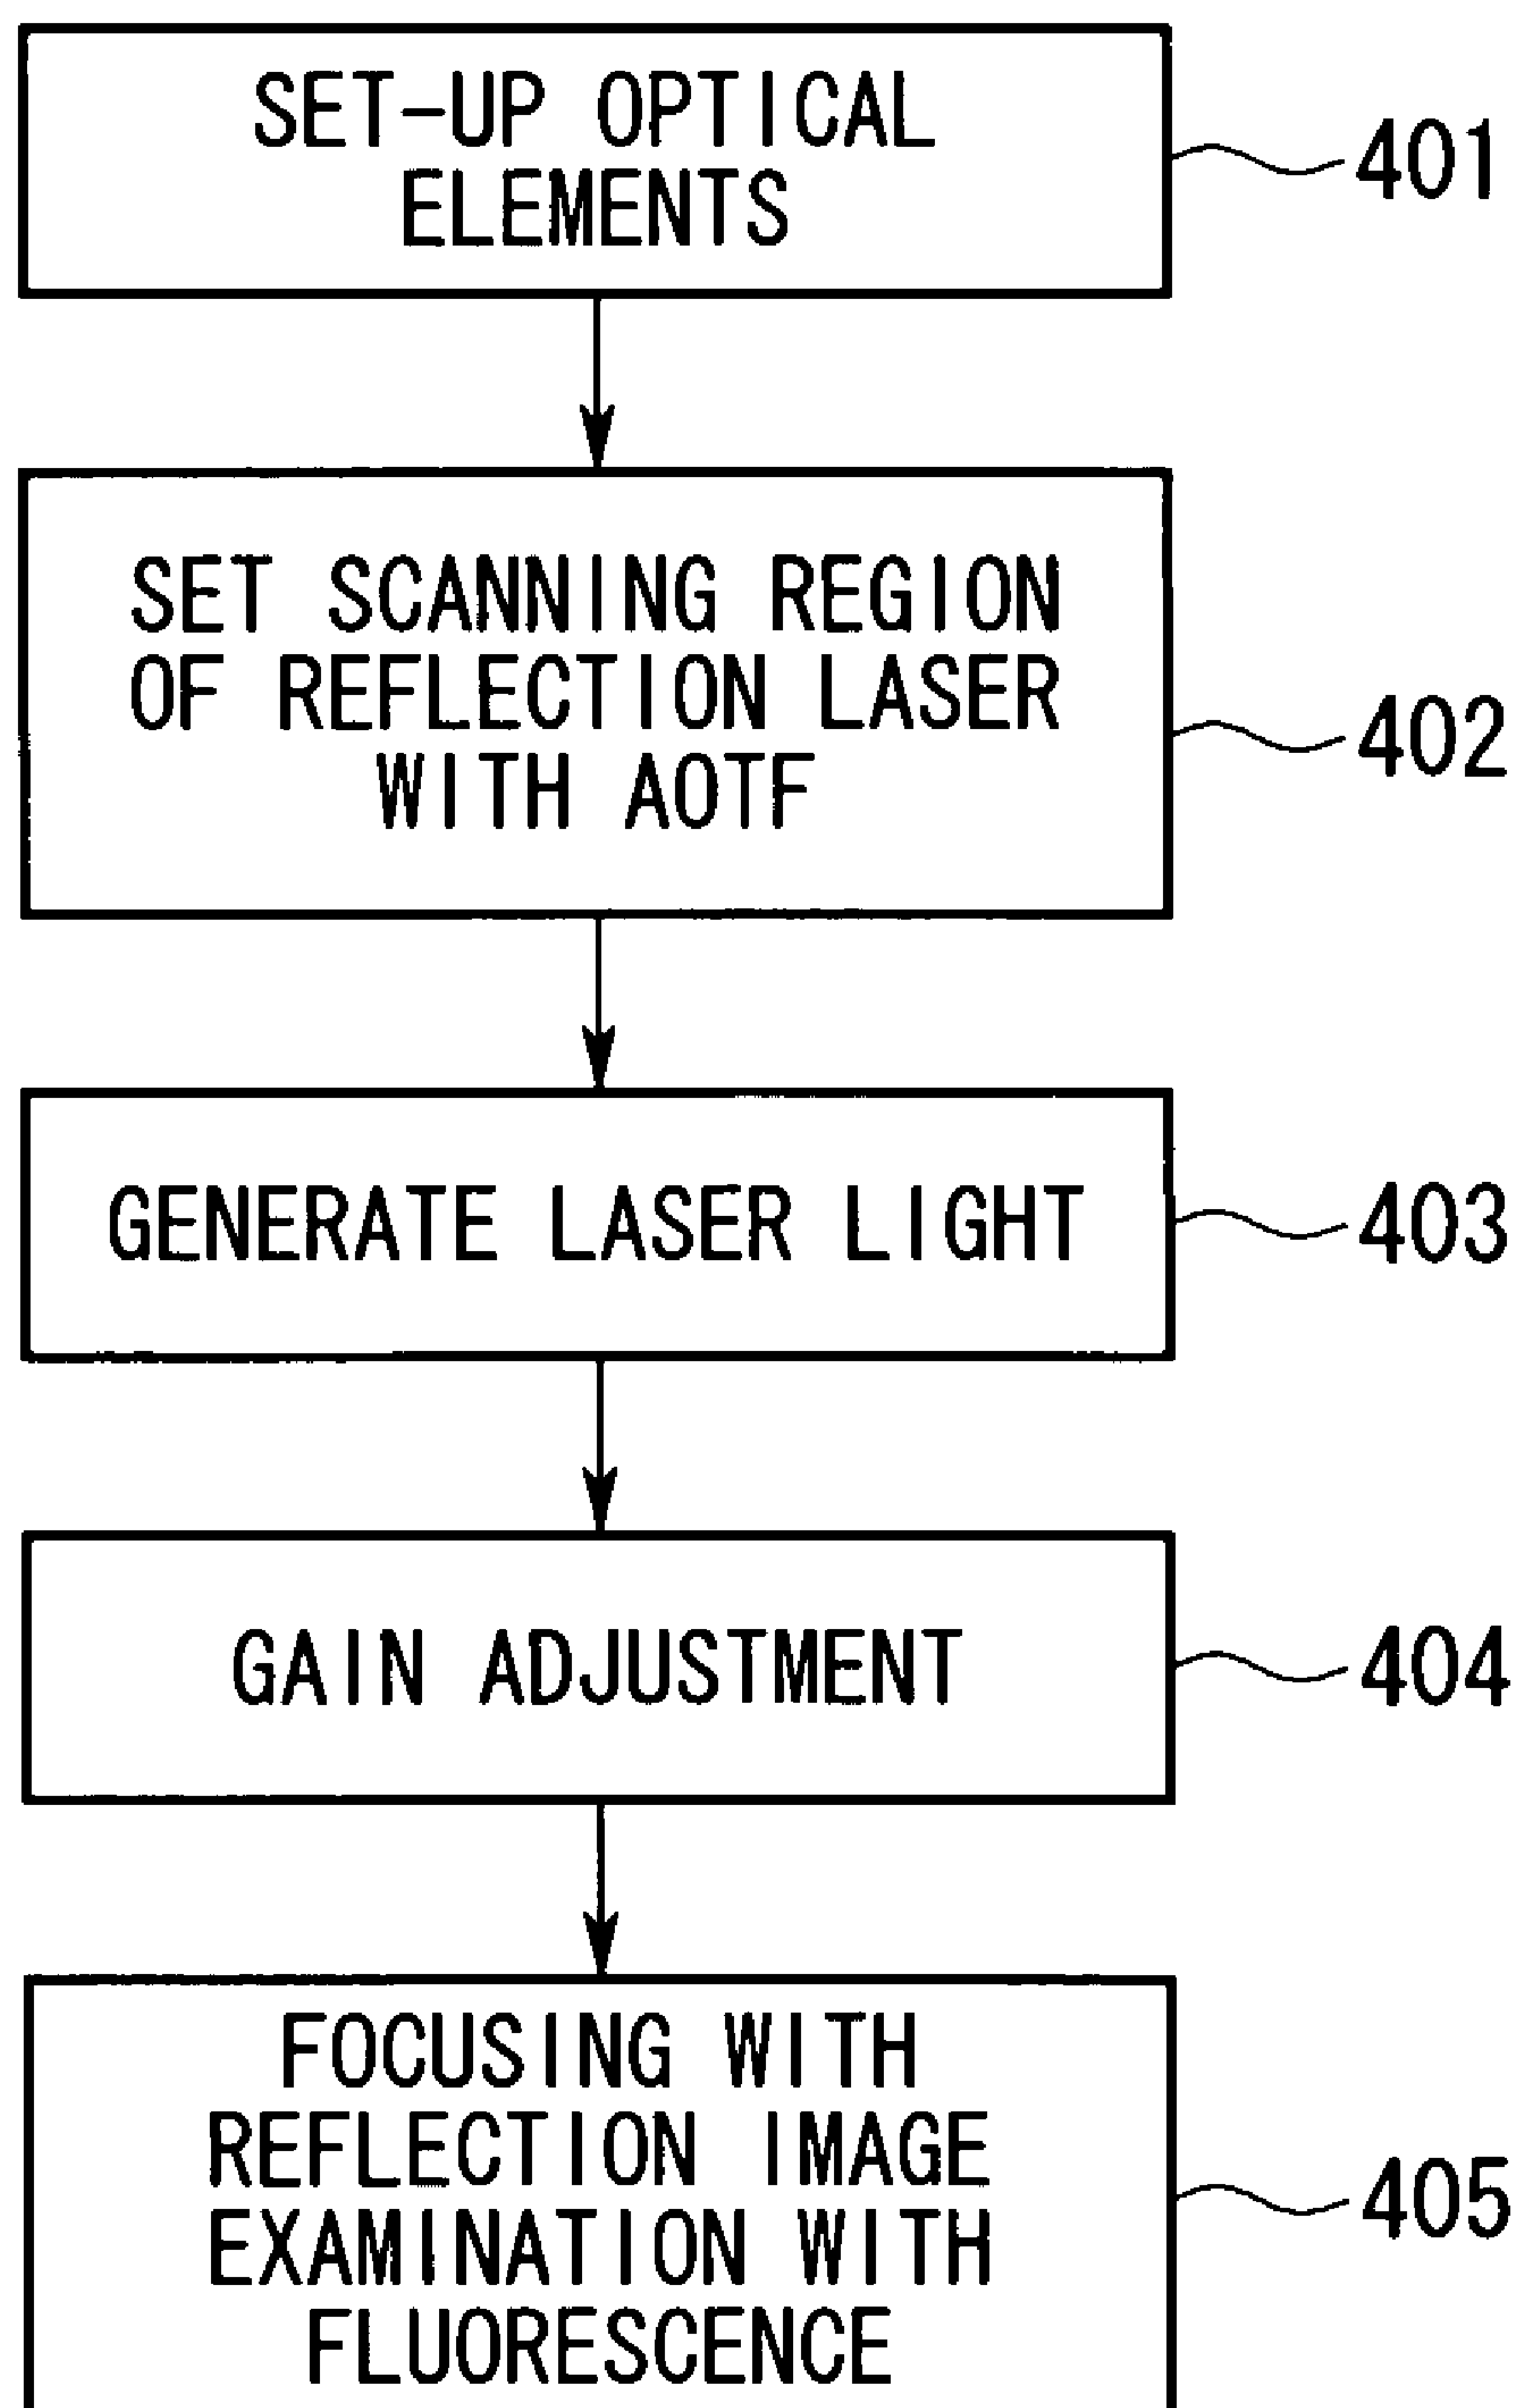 SET-UP OPTICAL
ELEMENTS
401
SET SCANNING REGION
OF REFLECTION LASER
WITH AOTF
402
GENERATE LASER LIGHT
403
GAIN ADJUSTMENT
404
FOCUSING WITH
REFLECTION IMAGE
EXAMINATION WITH
FLUORESCENCE
405